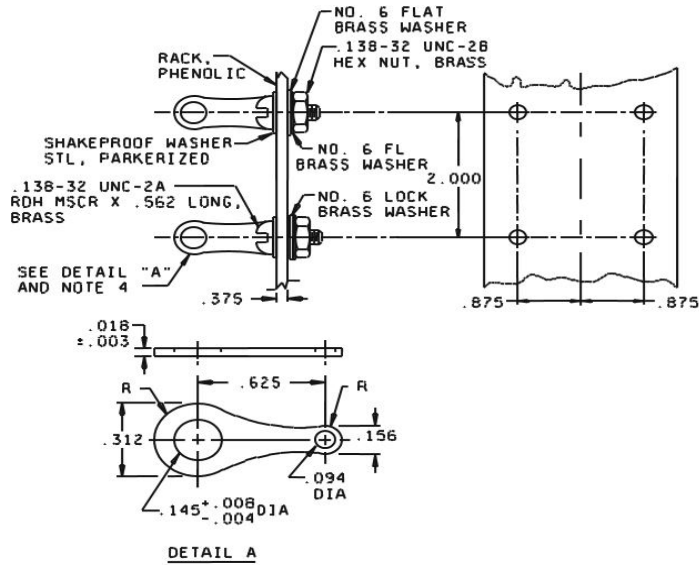 NO. 6 FLAT
BRASS WASHER
.138-32 UNC-2B
HEX NUT, BRASS
RACK,
PHENOLIC
SHAKEPROOF WASHER
STL, PARKERIZED
NO. 6 FL
BRASS WASHER
.138-32 UNC-2A
RDH MSCR X .562 LONG,
BRASS
NO. 6 LOCK
BRASS WASHER
2.000
SEE DETAIL "A"
AND NOTE 4
.375
.875
.875
.018
±.003
.625
R
R
.312
.156
.094
DIA
.145+.008 DIA
-.004
DETAIL A